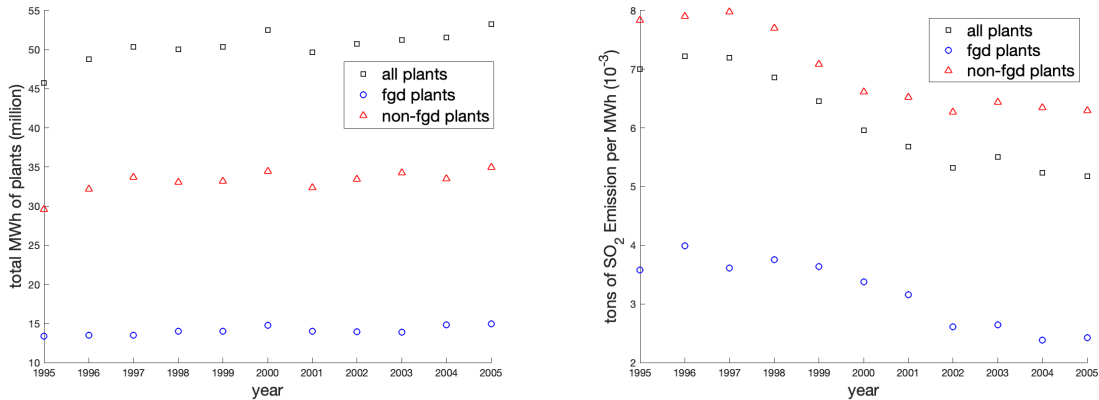 total MWh of plants (million)
55
50
45
40
35
30
25
20
15
10
all plants
fgd plants
non-fgd plants
1995 1996 1997 1998 1999 2000 2001 2002 2003 2004 2005
year
tons of SO2 Emission per MWh (10-3)
8
7
6
5
4
3
2
all plants
fgd plants
non-fgd plants
1995 1996 1997 1998 1999 2000 2001 2002 2003 2004 2005
year